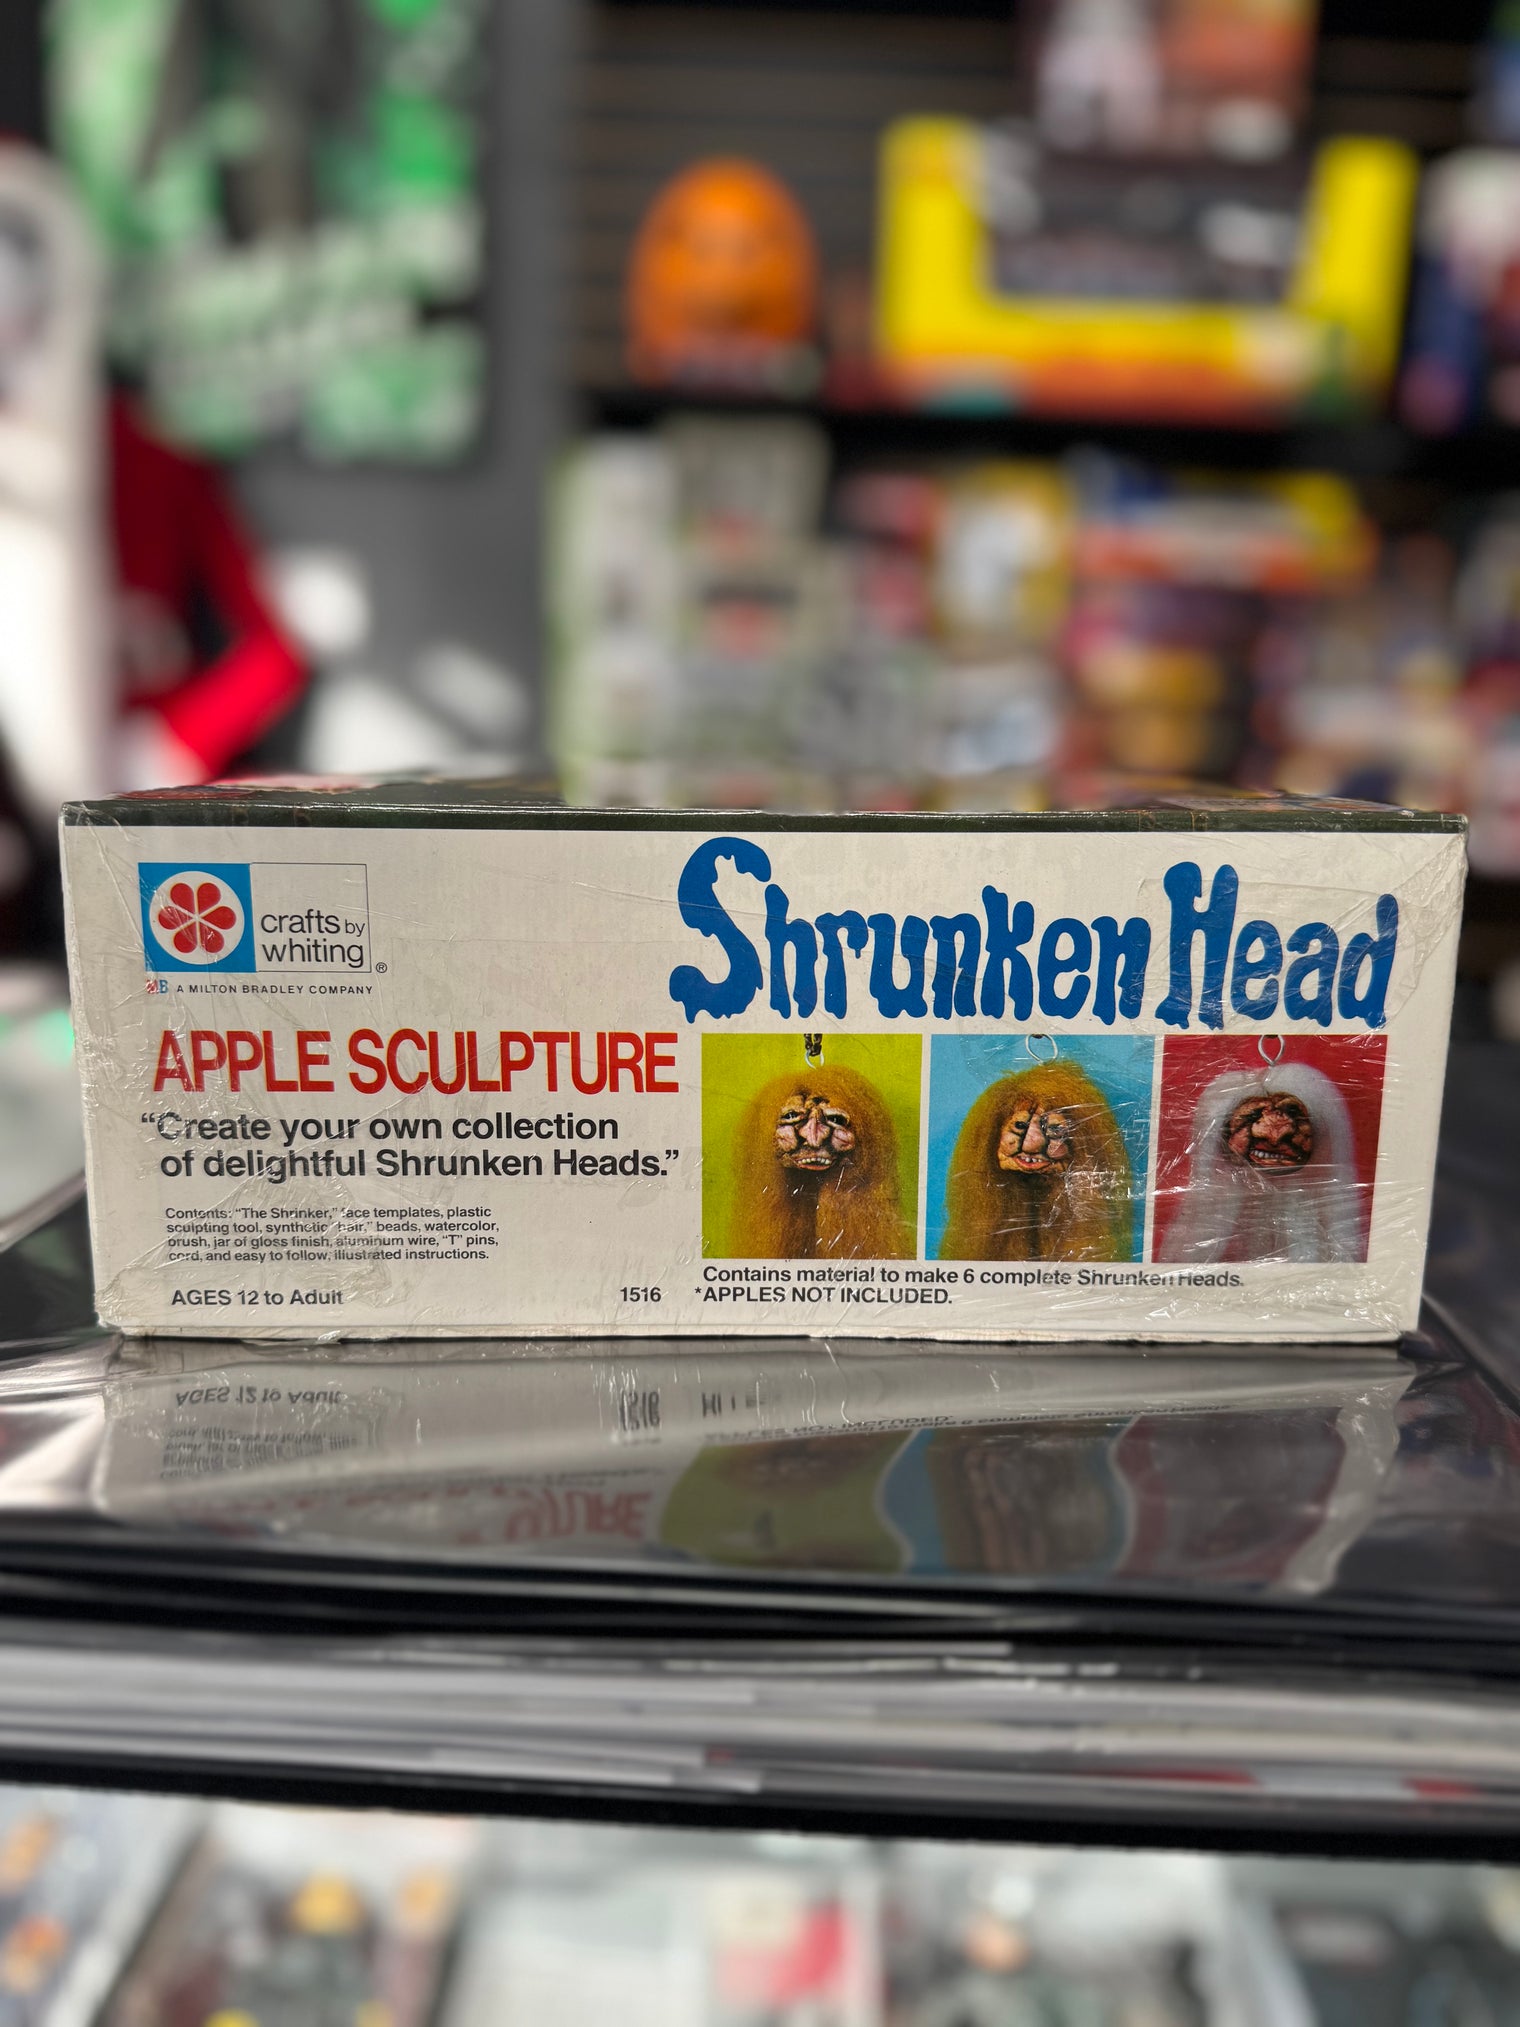 crafts by
whiting ®
MB A MILTON BRADLEY COMPANY
Shrunken Head
APPLE SCULPTURE
“Create your own collection
of delightful Shrunken Heads.”
Contents: “The Shrinker,” face templates, plastic
sculpting tool, synthetic “hair,” beads, watercolor,
brush, jar of gloss finish, aluminum wire, “T” pins,
cord, and easy to follow, illustrated instructions.
AGES 12 to Adult
1516
Contains material to make 6 complete Shrunken Heads.
*APPLES NOT INCLUDED.